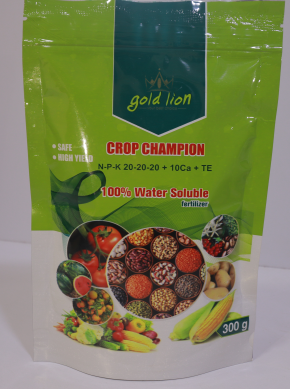 gold lion
• SAFE
• HIGH YIELD
CROP CHAMPION
N-P-K 20-20-20 + 10Ca + TE
100% Water Soluble
fertilizer
300 g